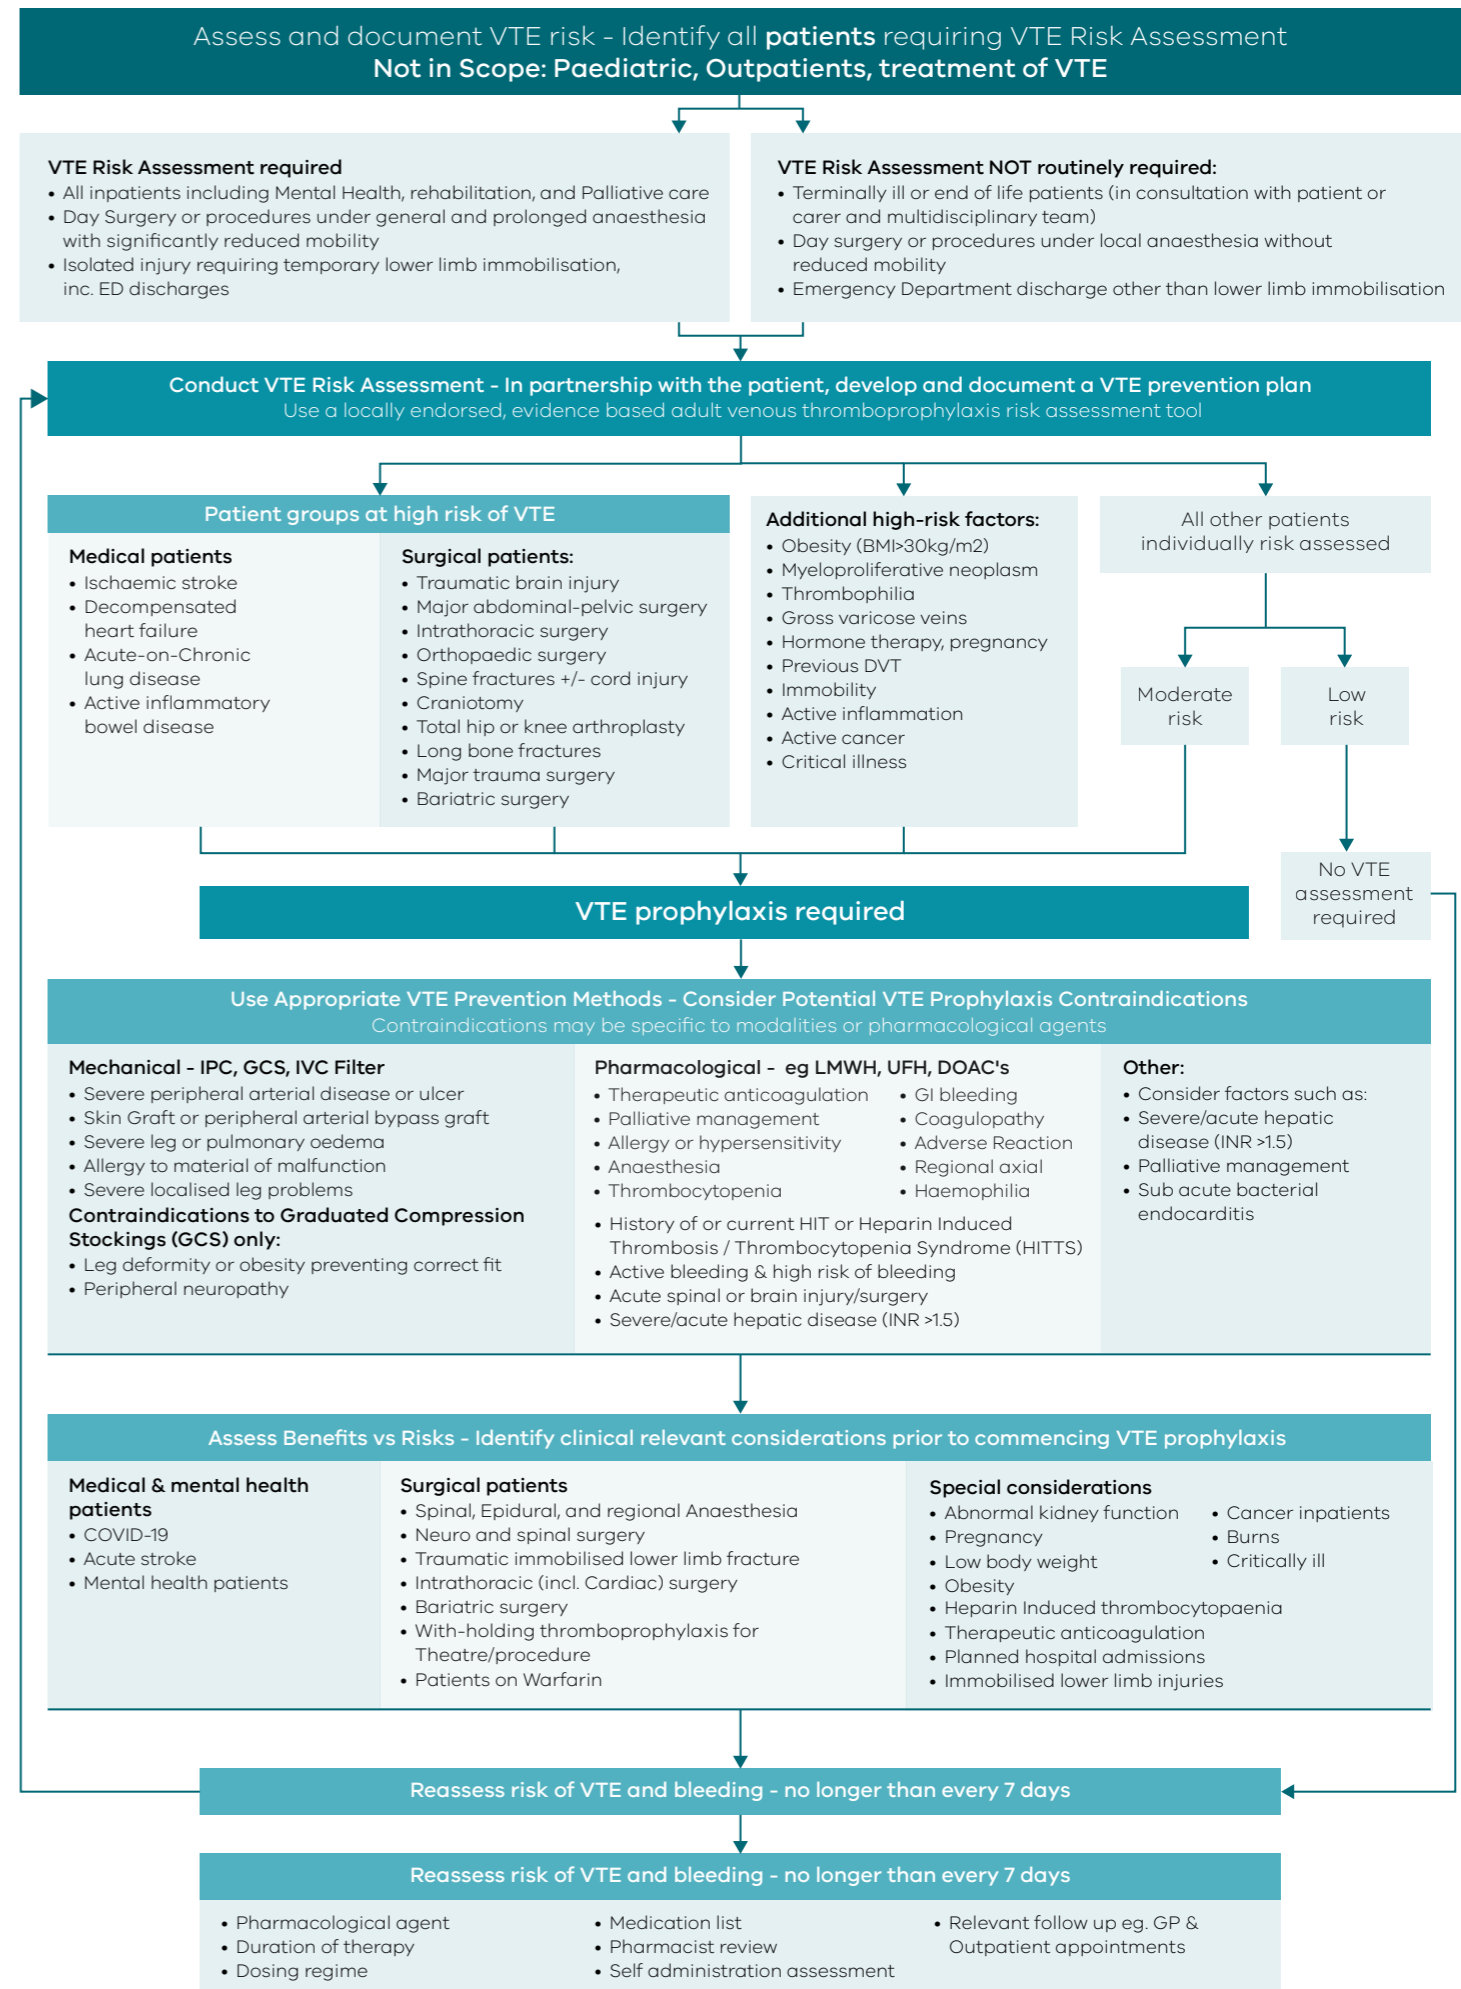 Assess and document VTE risk - Identify all patients requiring VTE Risk Assessment
Not in Scope: Paediatric, Outpatients, treatment of VTE
VTE Risk Assessment required
• All inpatients including Mental Health, rehabilitation, and Palliative care
• Day Surgery or procedures under general and prolonged anaesthesia
with significantly reduced mobility
• Isolated injury requiring temporary lower limb immobilisation,
inc. ED discharges
VTE Risk Assessment NOT routinely required:
• Terminally ill or end of life patients (in consultation with patient or
carer and multidisciplinary team)
• Day surgery or procedures under local anaesthesia without
reduced mobility
• Emergency Department discharge other than lower limb immobilisation
Conduct VTE Risk Assessment - In partnership with the patient, develop and document a VTE prevention plan
Use a locally endorsed, evidence based adult venous thromboprophylaxis risk assessment tool
Patient groups at high risk of VTE
Medical patients
• Ischaemic stroke
• Decompensated
heart failure
• Acute-on-Chronic
lung disease
• Active inflammatory
bowel disease
Surgical patients:
• Traumatic brain injury
• Major abdominal-pelvic surgery
• Intrathoracic surgery
• Orthopaedic surgery
• Spine fractures +/- cord injury
• Craniotomy
• Total hip or knee arthroplasty
• Long bone fractures
• Major trauma surgery
• Bariatric surgery
Additional high-risk factors:
• Obesity (BMI>30kg/m2)
• Myeloproliferative neoplasm
• Thrombophilia
• Gross varicose veins
• Hormone therapy, pregnancy
• Previous DVT
• Immobility
• Active inflammation
• Active cancer
• Critical illness
All other patients
individually risk assessed
Moderate
risk
Low
risk
No VTE
assessment
required
VTE prophylaxis required
Use Appropriate VTE Prevention Methods - Consider Potential VTE Prophylaxis Contraindications
Contraindications may be specific to modalities or pharmacological agents
Mechanical - IPC, GCS, IVC Filter
• Severe peripheral arterial disease or ulcer
• Skin Graft or peripheral arterial bypass graft
• Severe leg or pulmonary oedema
• Allergy to material of malfunction
• Severe localised leg problems
Contraindications to Graduated Compression
Stockings (GCS) only:
• Leg deformity or obesity preventing correct fit
• Peripheral neuropathy
Pharmacological - eg LMWH, UFH, DOAC's
• Therapeutic anticoagulation
• Palliative management
• Allergy or hypersensitivity
• Anaesthesia
• Thrombocytopenia
• GI bleeding
• Coagulopathy
• Adverse Reaction
• Regional axial
• Haemophilia
• History of or current HIT or Heparin Induced
Thrombosis / Thrombocytopenia Syndrome (HITTS)
• Active bleeding & high risk of bleeding
• Acute spinal or brain injury/surgery
• Severe/acute hepatic disease (INR >1.5)
Other:
• Consider factors such as:
• Severe/acute hepatic
disease (INR >1.5)
• Palliative management
• Sub acute bacterial
endocarditis
Assess Benefits vs Risks - Identify clinical relevant considerations prior to commencing VTE prophylaxis
Medical & mental health
patients
• COVID-19
• Acute stroke
• Mental health patients
Surgical patients
• Spinal, Epidural, and regional Anaesthesia
• Neuro and spinal surgery
• Traumatic immobilised lower limb fracture
• Intrathoracic (incl. Cardiac) surgery
• Bariatric surgery
• With-holding thromboprophylaxis for
Theatre/procedure
• Patients on Warfarin
Special considerations
• Abnormal kidney function
• Pregnancy
• Low body weight
• Obesity
• Heparin Induced thrombocytopaenia
• Therapeutic anticoagulation
• Planned hospital admissions
• Immobilised lower limb injuries
• Cancer inpatients
• Burns
• Critically ill
Reassess risk of VTE and bleeding - no longer than every 7 days
Reassess risk of VTE and bleeding - no longer than every 7 days
• Pharmacological agent
• Duration of therapy
• Dosing regime
• Medication list
• Pharmacist review
• Self administration assessment
• Relevant follow up eg. GP &
Outpatient appointments